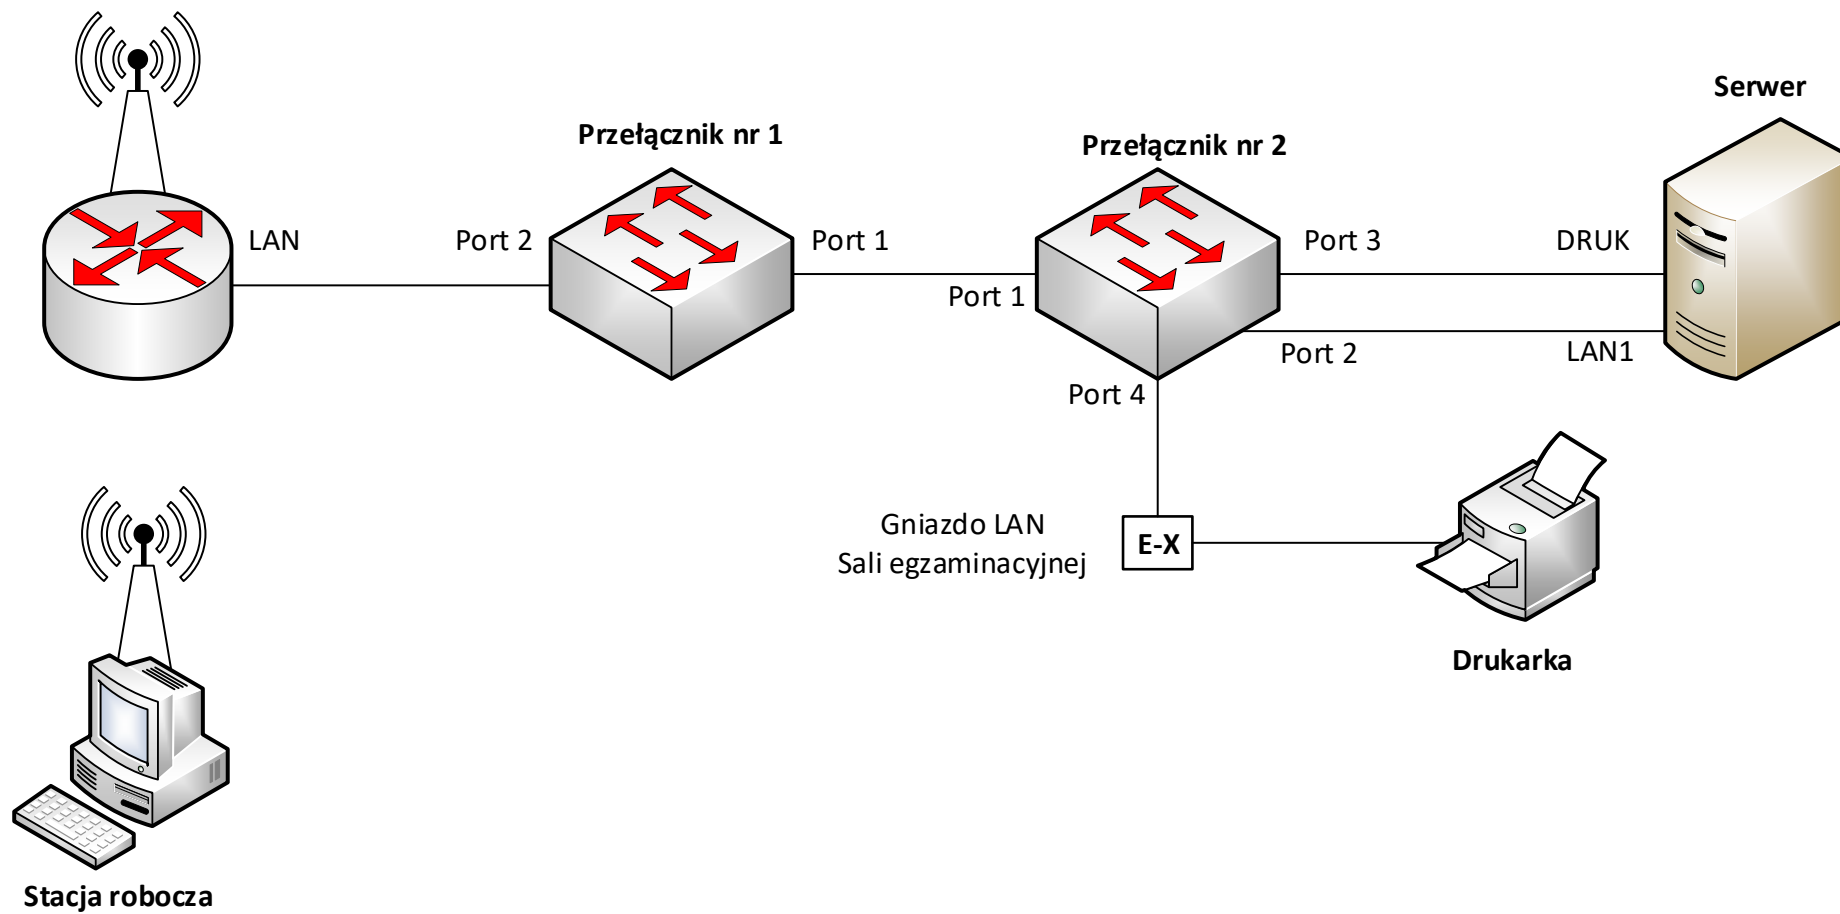 Serwer
Przełącznik nr 1
Przełącznik nr 2
LAN
Port 2
Port 1
Port 3
DRUK
Port 1
Port 2
LAN1
Port 4
Gniazdo LAN
Sali egzaminacyjnej
E-X
Drukarka
Stacja robocza